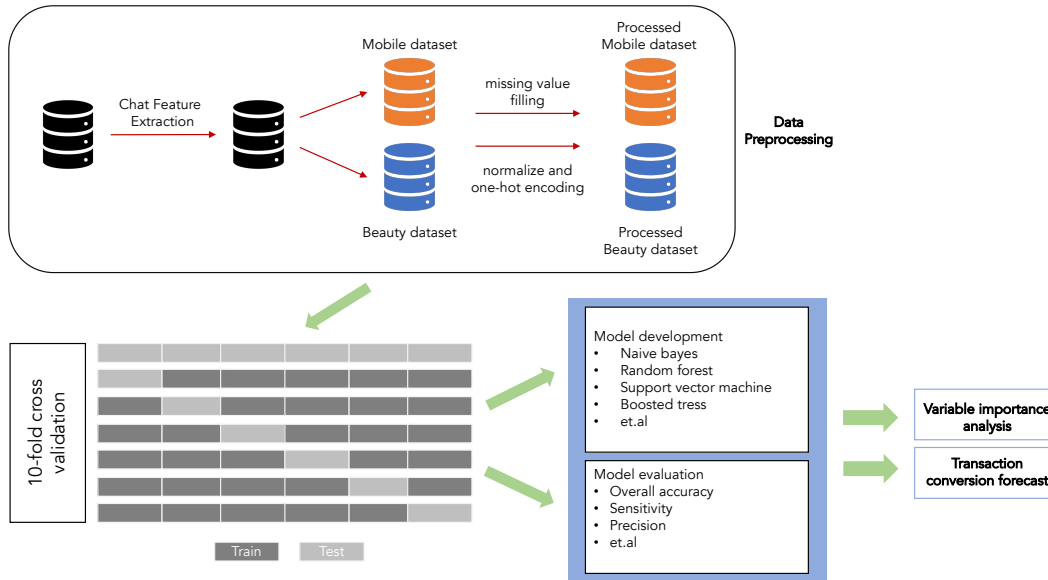 Mobile dataset
Processed
Mobile dataset
Chat Feature
Extraction
missing value
filling
Data
Preprocessing
normalize and
one-hot encoding
Beauty dataset
Processed
Beauty dataset
10-fold cross
validation
Train
Test
Model development
• Naive bayes
• Random forest
• Support vector machine
• Boosted tress
• et.al
Model evaluation
• Overall accuracy
• Sensitivity
• Precision
• et.al
Variable importance
analysis
Transaction
conversion forecast